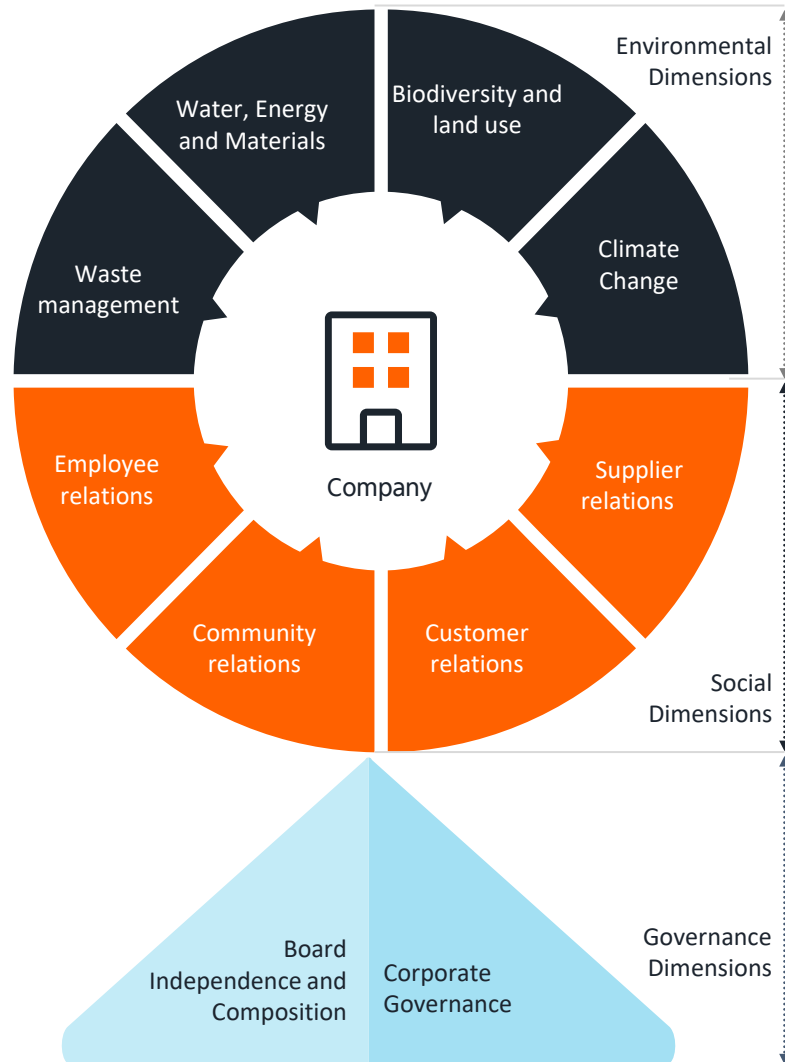 Environmental
Dimensions
Water, Energy
and Materials
Biodiversity and
land use
Waste
management
Climate
Change
Company
Employee
relations
Supplier
relations
Community
relations
Customer
relations
Social
Dimensions
Board
Independence and
Composition
Corporate
Governance
Governance
Dimensions